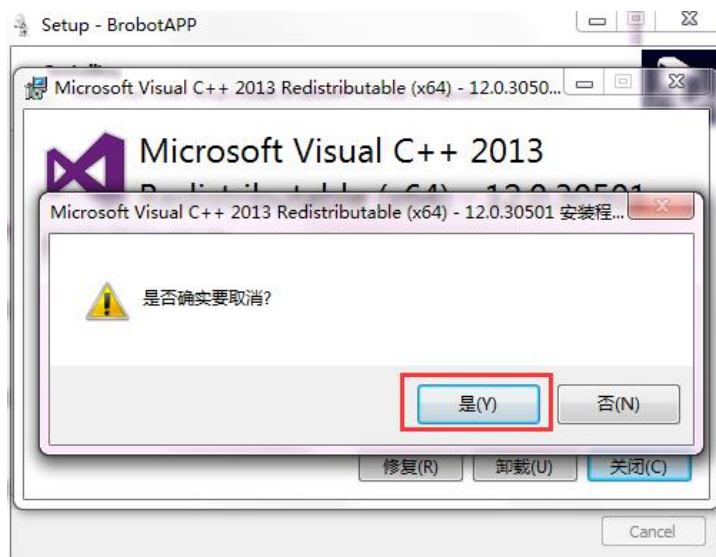 Setup - BrobotAPP
Microsoft Visual C++ 2013 Redistributable (x64) - 12.0.3050...
Microsoft Visual C++ 2013
Microsoft Visual C++ 2013 Redistributable (x64) - 12.0.30501 安装程...
是否确实要取消?
是(Y)
否(N)
修复(R)
卸载(U)
关闭(C)
Cancel